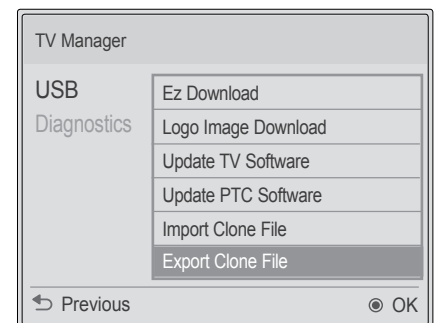 TV Manager
USB
Diagnostics
Ez Download
Logo Image Download
Update TV Software
Update PTC Software
Import Clone File
Export Clone File
Previous
OK